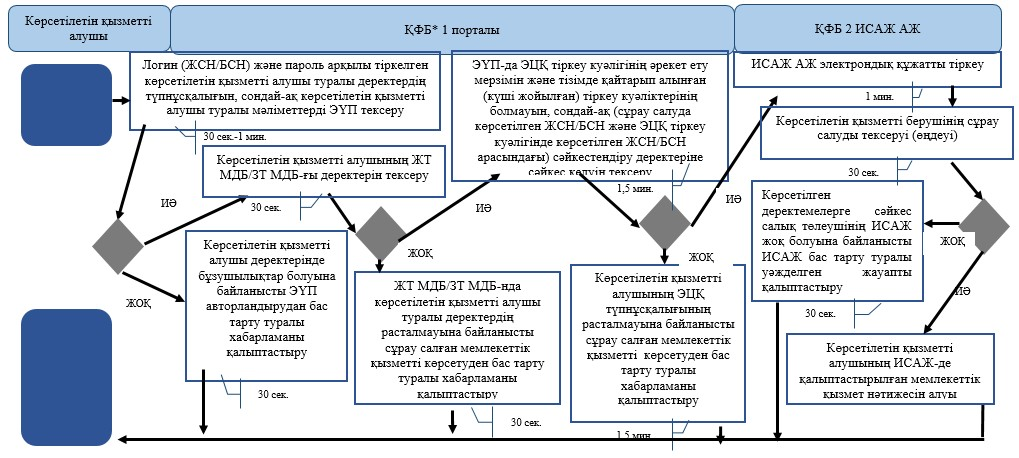 Көрсетілетін қызметті
алушы
ҚФБ* 1 порталы
ҚФБ 2 ИСАЖ АЖ
Логин (ЖСН/БСН) және пароль арқылы тіркелген
көрсетілетін қызметті алушы туралы деректердің
түпнұсқалығын, сондай-ақ көрсетілетін қызметті
алушы туралы мәліметтерді ЭҮП тексеру
30 сек.-1 мин.
Көрсетілетін қызметті алушының ЖТ
МДБ/ЗТ МДБ-ғы деректерін тексеру
30 сек.
ИӘ
ЖОҚ
Көрсетілетін қызметті
алушы деректерінде
бұзушылықтар болуына
байланысты ЭҮП
авторландырудан бас
тарту туралы
хабарламаны
қалыптастыру
30 сек.
ИӘ
ЖОҚ
ЖТ МДБ/ЗТ МДБ-нда
көрсетілетін қызметті алушы
туралы деректердің
расталмауына байланысты
сұрау салған мемлекеттік
қызметті көрсетуден бас тарту
туралы хабарламаны
қалыптастыру
30 сек.
ЭҮП-да ЭЦҚ тіркеу куәлігінің әрекет ету
мерзімін және тізімде қайтарып алынған
(күші жойылған) тіркеу куәліктерінің
болмауын, сондай-ақ (сұрау салуда
көрсетілген ЖСН/БСН және ЭЦҚ тіркеу
куәлігінде көрсетілген ЖСН/БСН
арасындағы) сәйкестендіру деректеріне
сәйкес келуін тексеру
1,5 мин.
ИӘ
ЖОҚ
Көрсетілетін қызметті
алушының ЭЦҚ
түпнұсқалығының
расталмауына байланысты
сұрау салған мемлекеттік
қызметті көрсетуден бас
тарту туралы
хабарламаны
қалыптастыру
1,5 мин.
ИСАЖ АЖ электрондық құжатты тіркеу
1 мин.
Көрсетілетін қызметті берушінің сұрау
салуды тексеруі (өңдеуі)
30 сек.
Көрсетілген
деректемелерге сәйкес
салық төлеушінің ИСАЖ
жоқ болуына байланысты
ИСАЖ бас тарту туралы
уәжделген жауапты
қалыптастыру
30 сек.
ЖОҚ
ИӘ
Көрсетілетін қызметті
алушының ИСАЖ-де
қалыптастырылған мемлекеттік
қызмет нәтижесін алуы